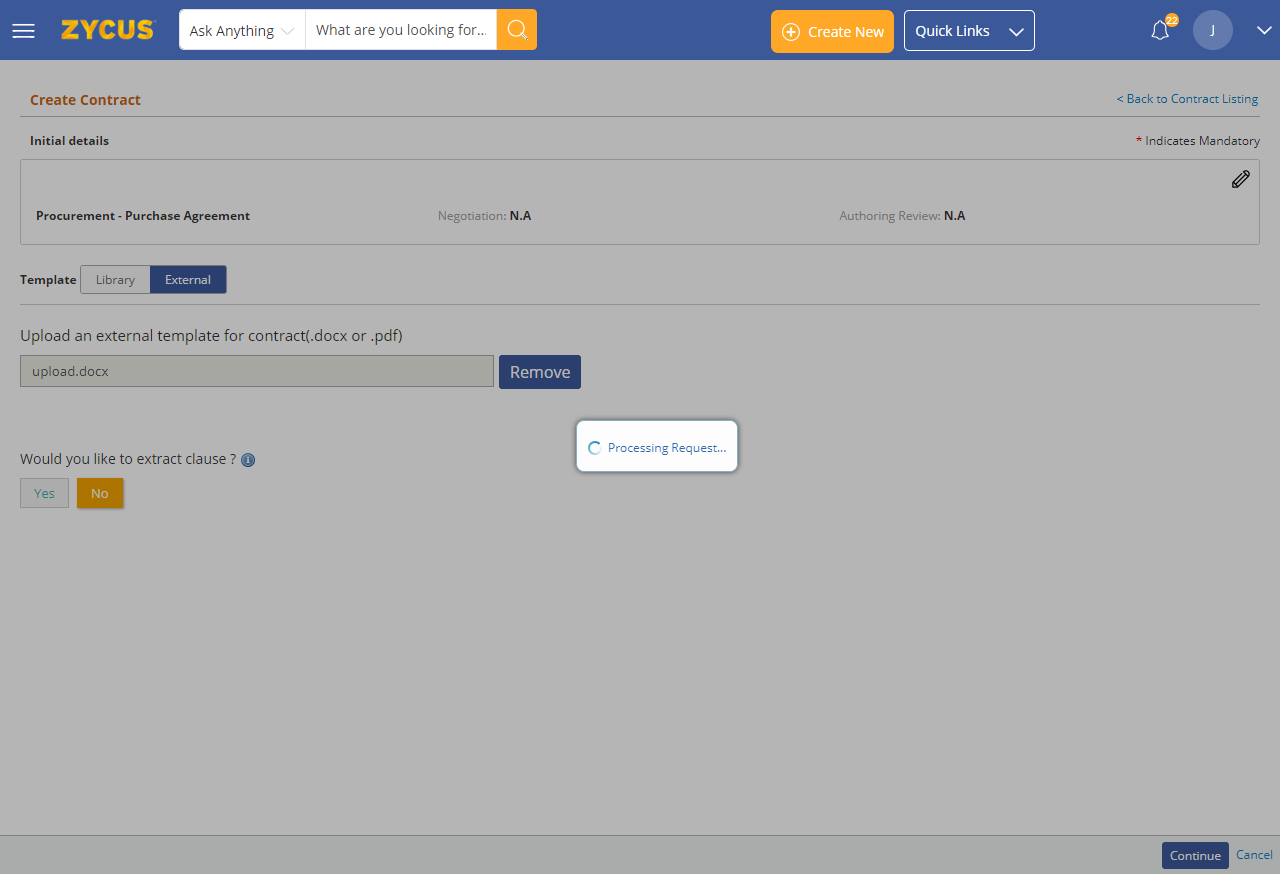 ZYCUS Ask Anything What are you looking for... Create New Quick Links 22 J
Create Contract < Back to Contract Listing
Initial details * Indicates Mandatory
Procurement - Purchase Agreement Negotiation: N.A Authoring Review: N.A
Template Library External
Upload an external template for contract(.docx or .pdf)
upload.docx Remove
Processing Request...
Would you like to extract clause ? i
Yes No
Continue Cancel